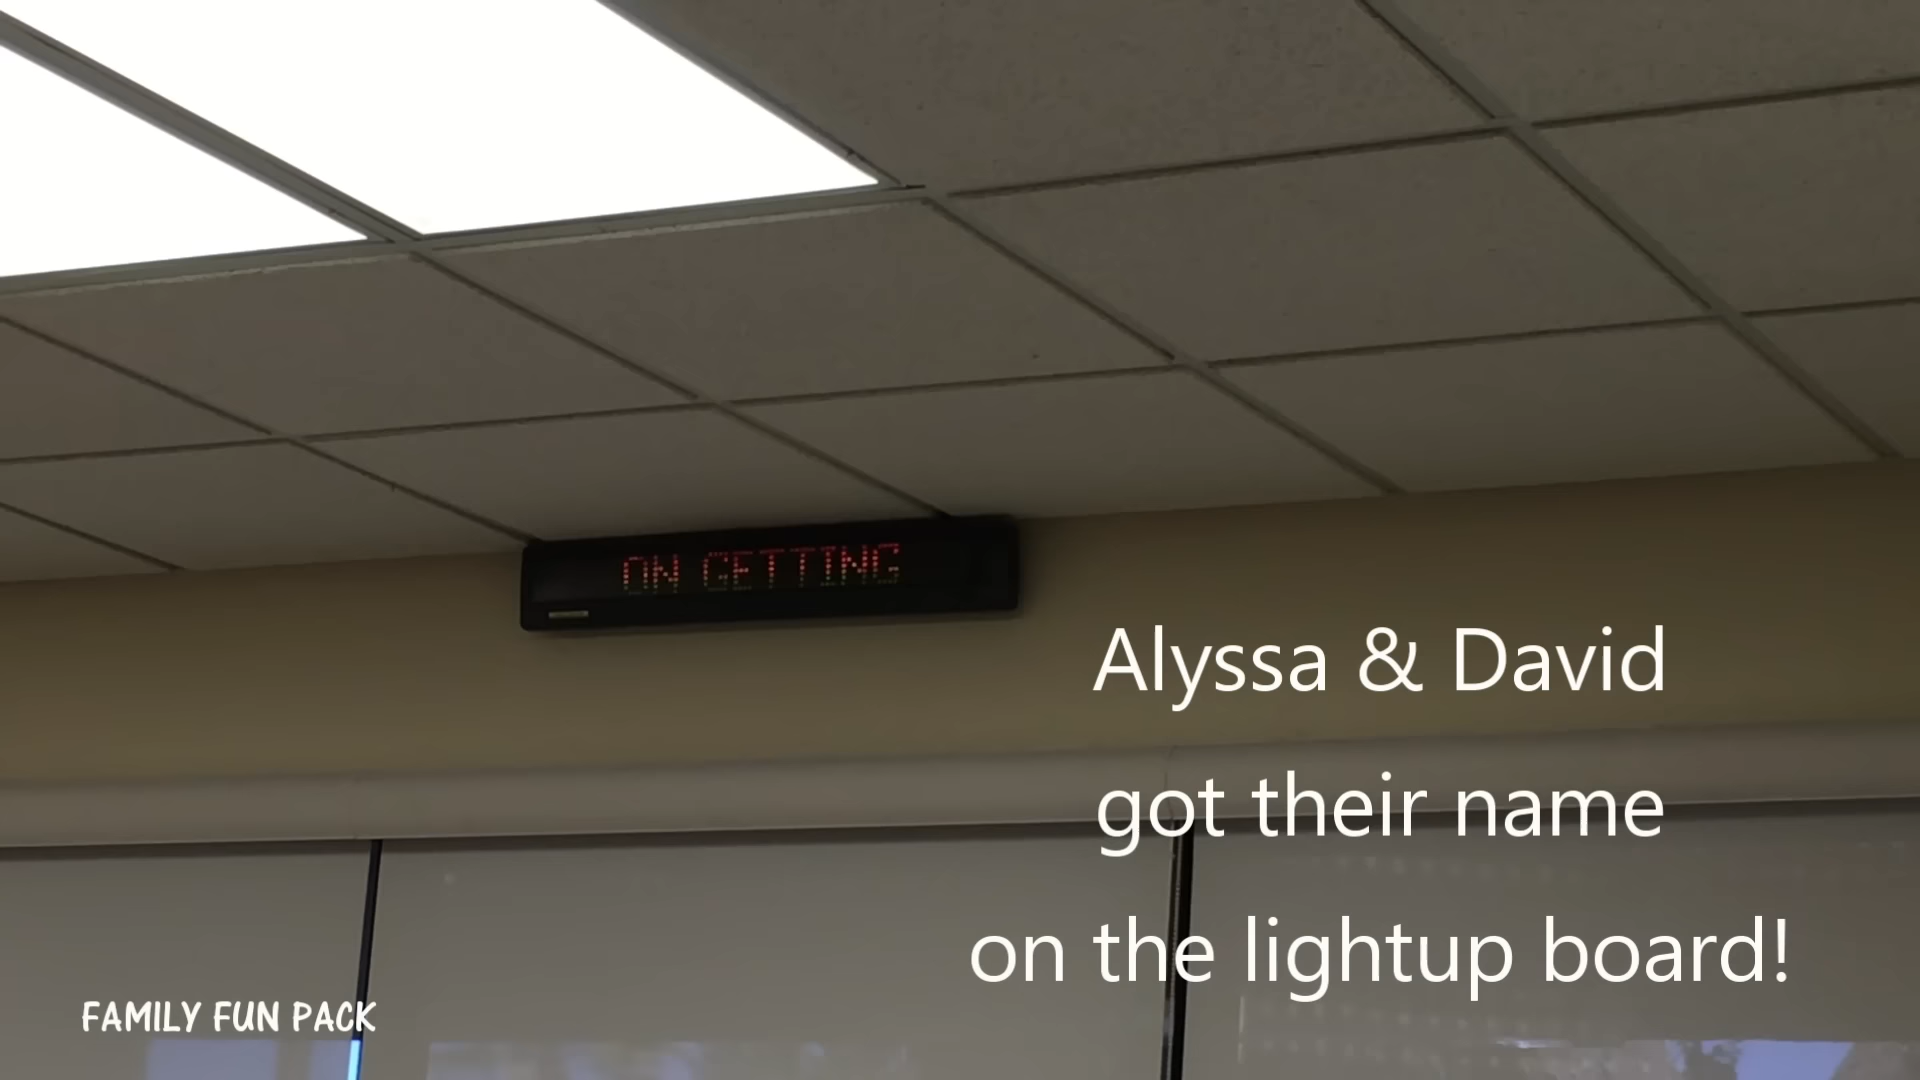 ON GETTING
Alyssa & David
got their name
on the lightup board!
FAMILY FUN PACK